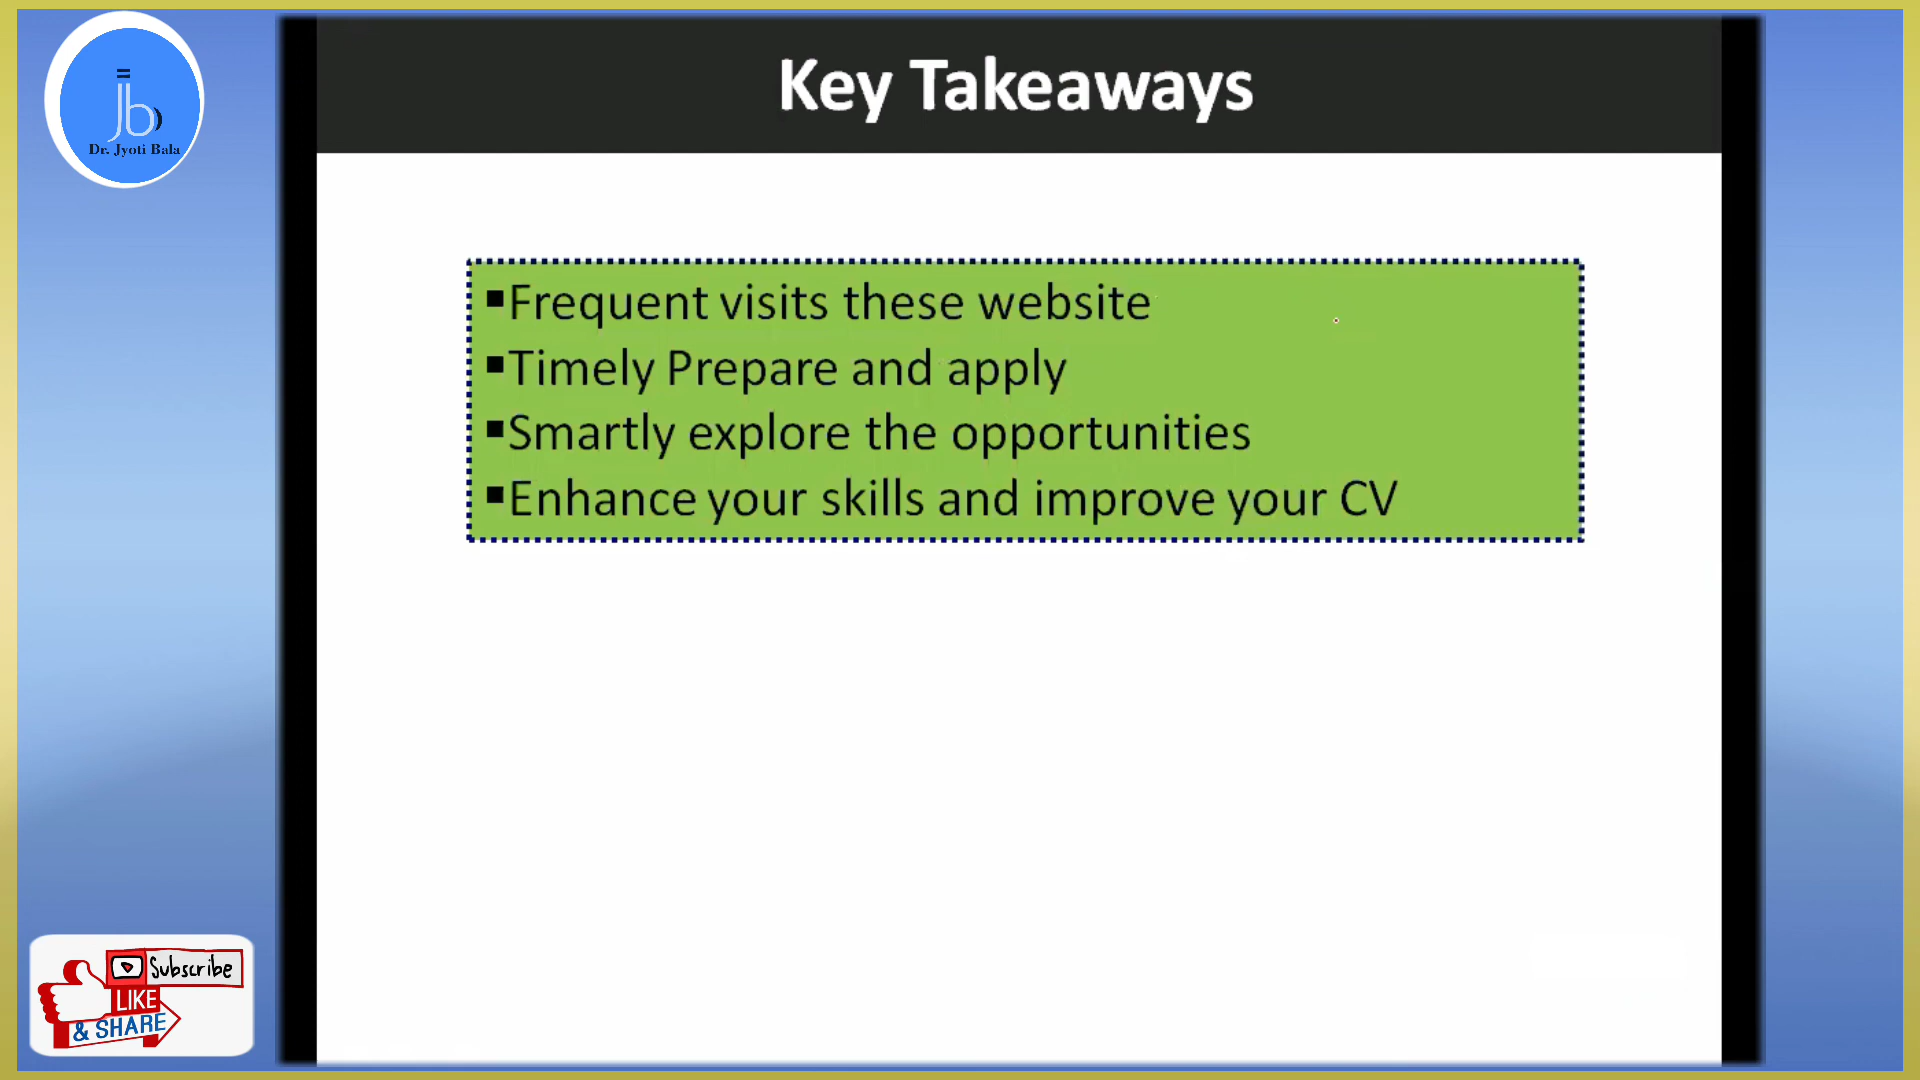 Key Takeaways
jb
Dr. Jyoti Bala
▪Frequent visits these website
▪Timely Prepare and apply
▪Smartly explore the opportunities
▪Enhance your skills and improve your CV
Subscribe
LIKE
& SHARE